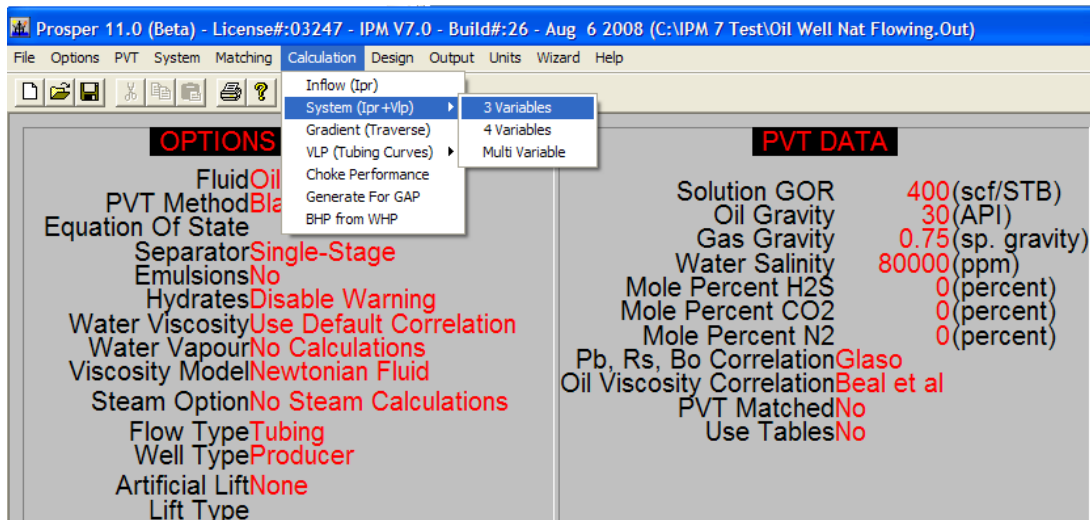 Prosper 11.0 (Beta) - License#:03247 - IPM V7.0 - Build#:26 - Aug 6 2008 (C:\IPM 7 Test\Oil Well Nat Flowing.Out)
File Options PVT System Matching Calculation Design Output Units Wizard Help
Inflow (Ipr)
System (Ipr+Vlp)
Gradient (Traverse)
VLP (Tubing Curves)
Choke Performance
Generate For GAP
BHP from WHP
3 Variables
4 Variables
Multi Variable
OPTIONS
Fluid Oil
PVT Method
Equation Of State
Separator Single-Stage
Emulsions No
Hydrates Disable Warning
Water Viscosity Use Default Correlation
Water Vapour No Calculations
Viscosity Model Newtonian Fluid
Steam Option No Steam Calculations
Flow Type Tubing
Well Type Producer
Artificial Lift None
Lift Type
PVT DATA
Solution GOR 400 (scf/STB)
Oil Gravity 30 (API)
Gas Gravity 0.75 (sp. gravity)
Water Salinity 80000 (ppm)
Mole Percent H2S 0 (percent)
Mole Percent CO2 0 (percent)
Mole Percent N2 0 (percent)
Pb, Rs, Bo Correlation Glaso
Oil Viscosity Correlation Beal et al
PVT Matched No
Use Tables No